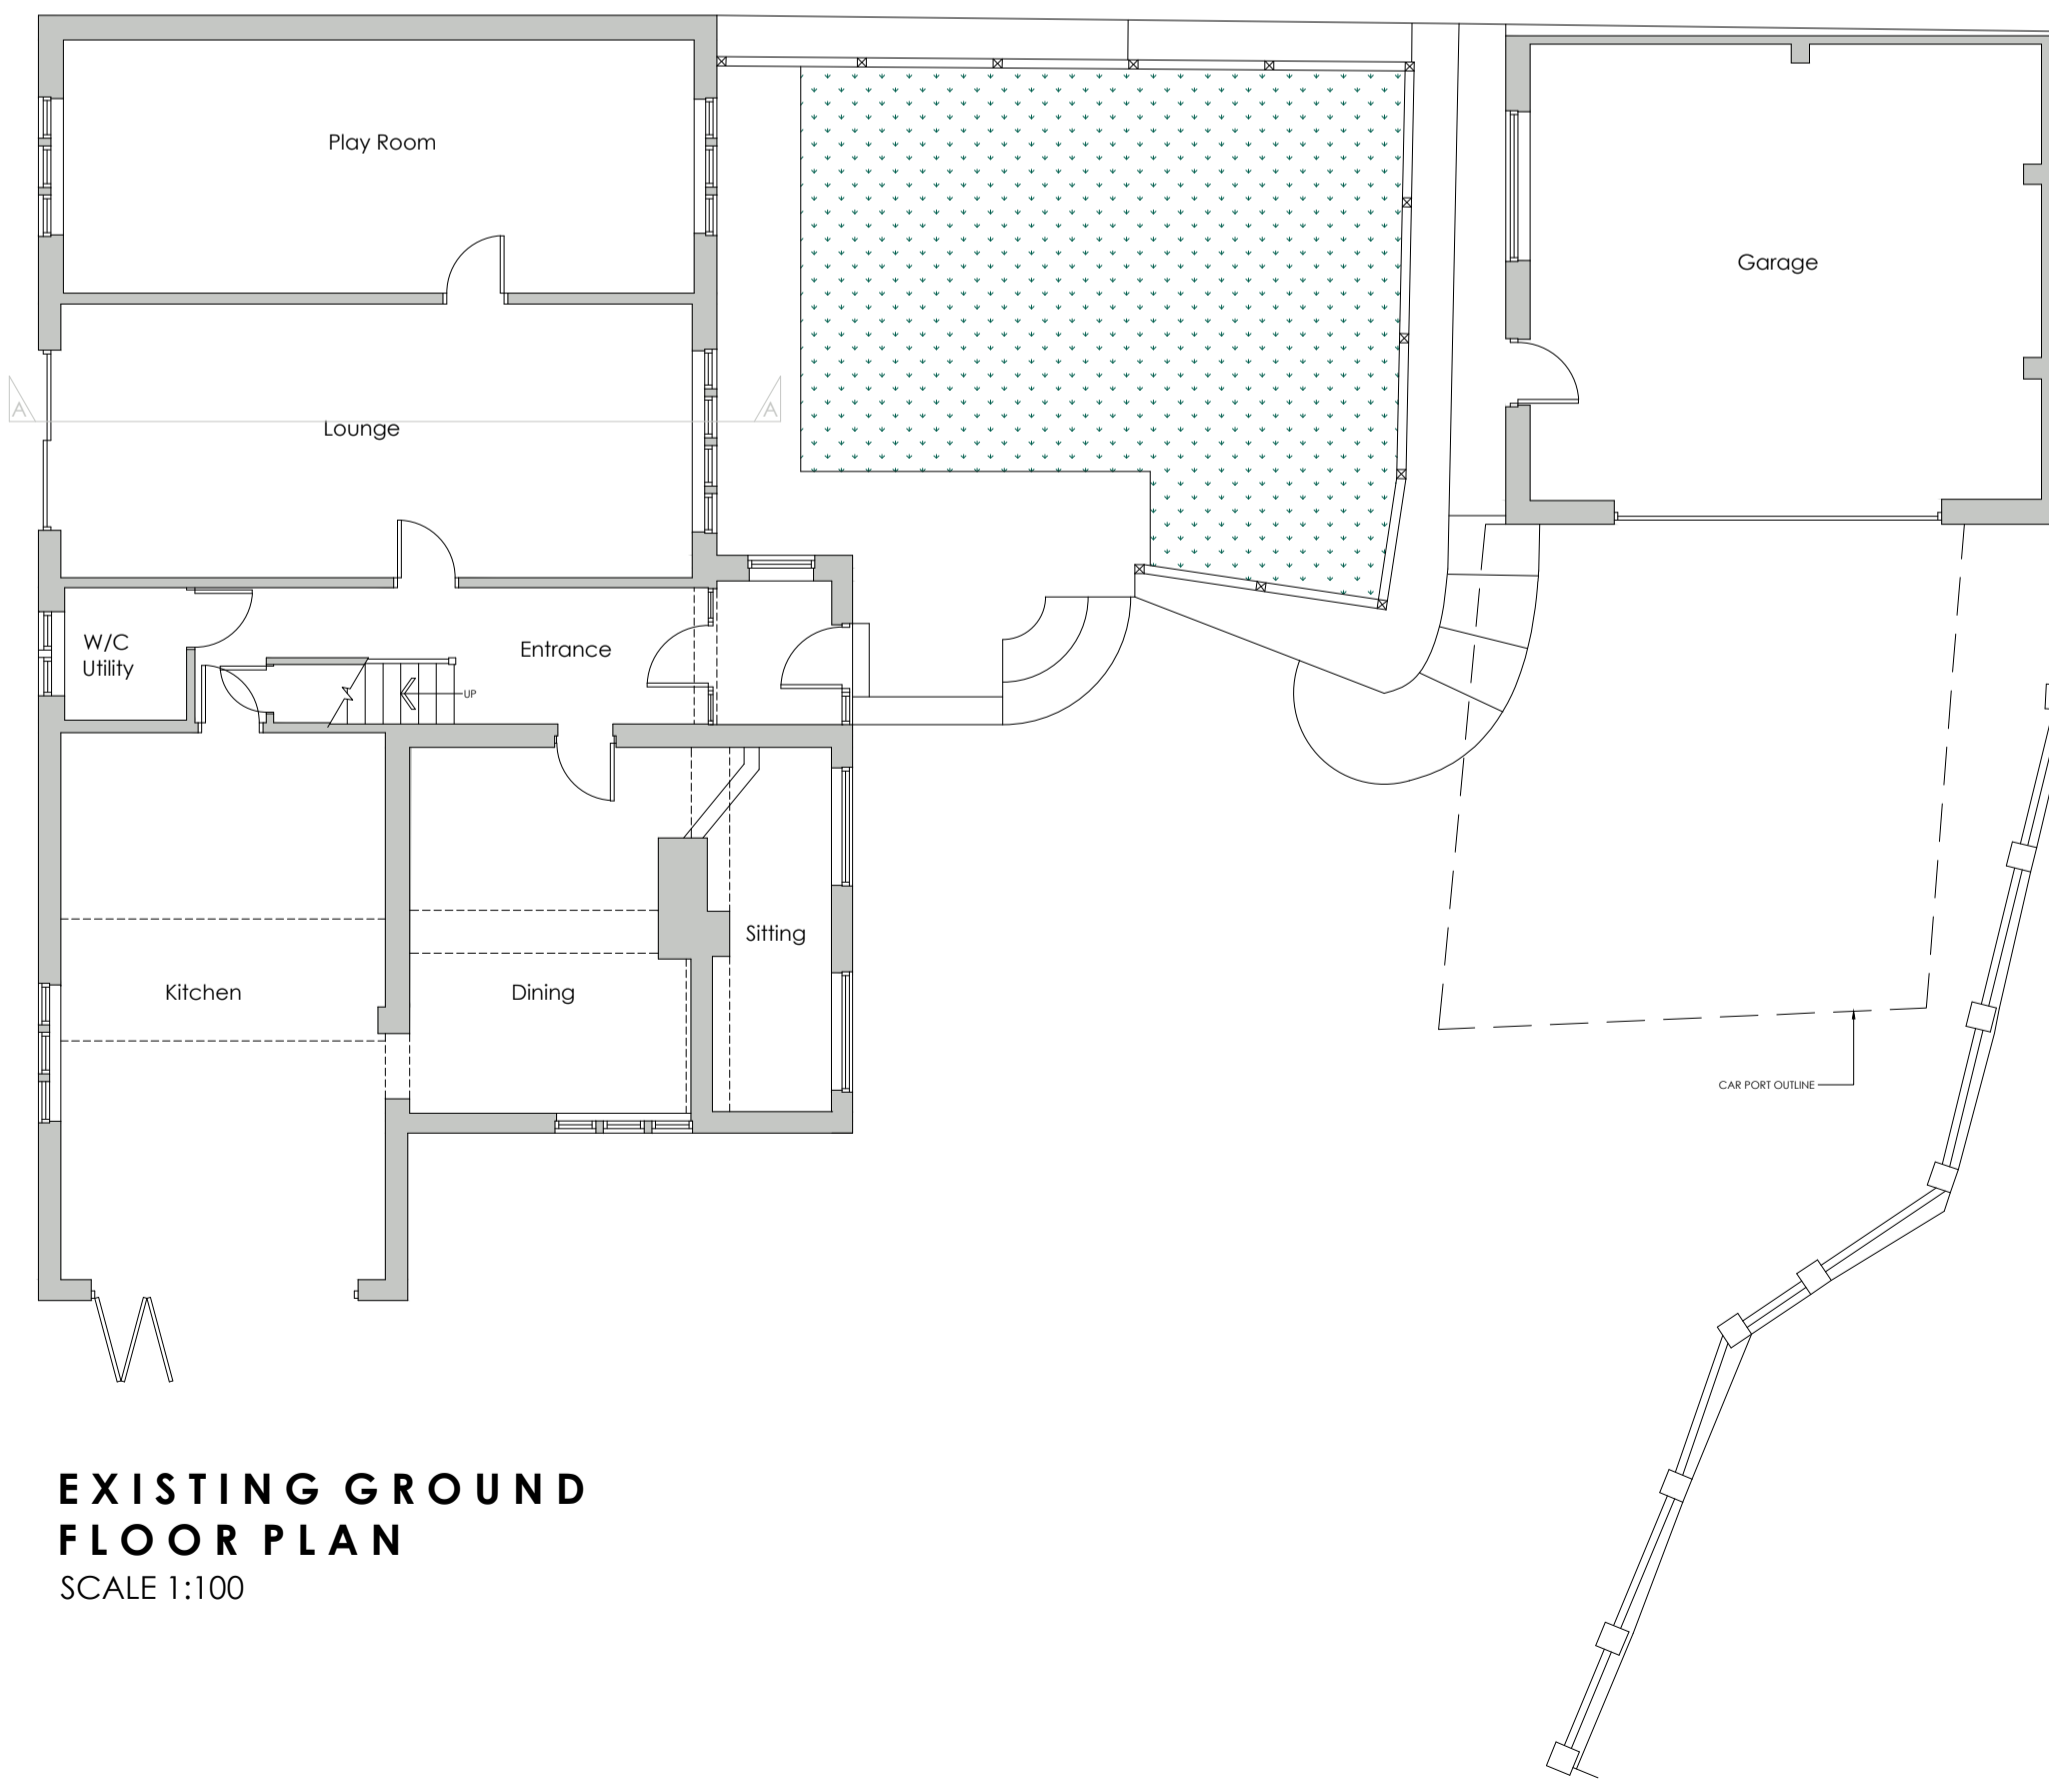 Play Room
Garage
A
A
Lounge
W/C
Utility
Entrance
UP
Sitting
Kitchen
Dining
CAR PORT OUTLINE
EXISTING GROUND
FLOOR PLAN
SCALE 1:100